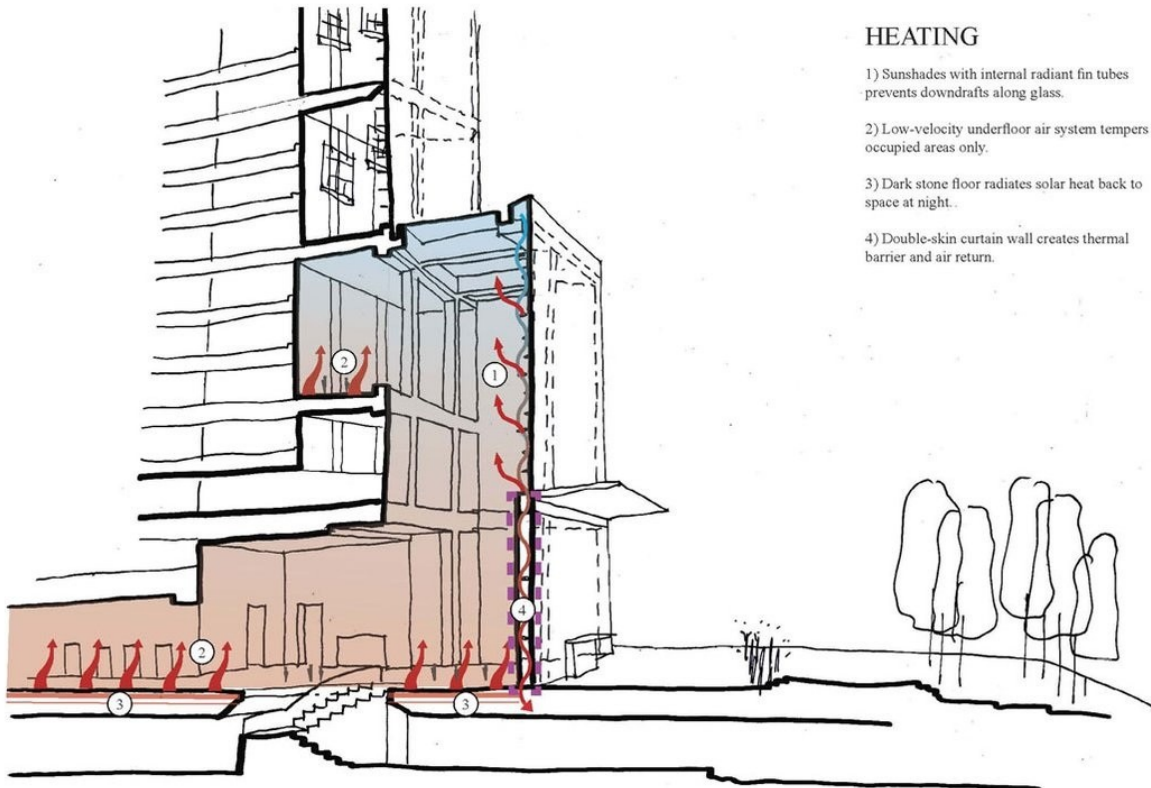 HEATING
1) Sunshades with internal radiant fin tubes
prevents downdrafts along glass.
2) Low-velocity underfloor air system tempers
occupied areas only.
3) Dark stone floor radiates solar heat back to
space at night.
4) Double-skin curtain wall creates thermal
barrier and air return.
2
1
4
2
3
3